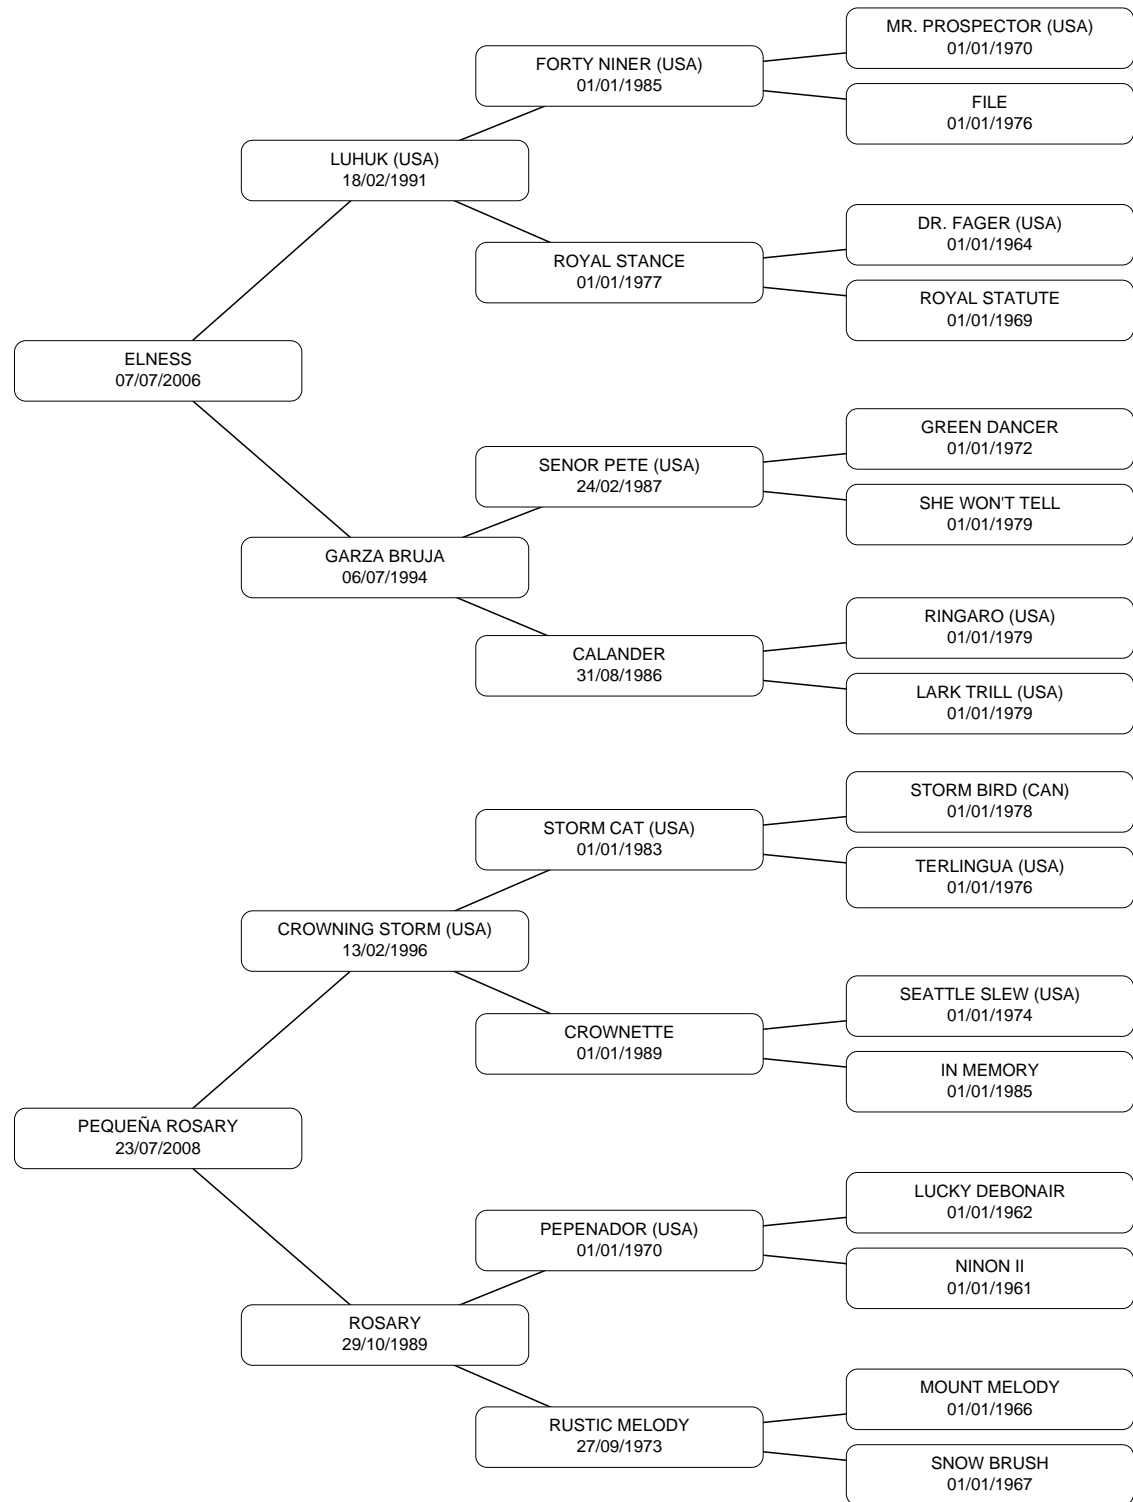 MR. PROSPECTOR (USA)
01/01/1970
FORTY NINER (USA)
01/01/1985
FILE
01/01/1976
LUHUK (USA)
18/02/1991
DR. FAGER (USA)
01/01/1964
ROYAL STANCE
01/01/1977
ROYAL STATUTE
01/01/1969
ELNESS
07/07/2006
GREEN DANCER
01/01/1972
SENOR PETE (USA)
24/02/1987
SHE WON'T TELL
01/01/1979
GARZA BRUJA
06/07/1994
RINGARO (USA)
01/01/1979
CALANDER
31/08/1986
LARK TRILL (USA)
01/01/1979
STORM BIRD (CAN)
01/01/1978
STORM CAT (USA)
01/01/1983
TERLINGUA (USA)
01/01/1976
CROWNING STORM (USA)
13/02/1996
SEATTLE SLEW (USA)
01/01/1974
CROWNETTE
01/01/1989
IN MEMORY
01/01/1985
PEQUEÑA ROSARY
23/07/2008
LUCKY DEBONAIR
01/01/1962
PEPENADOR (USA)
01/01/1970
NINON II
01/01/1961
ROSARY
29/10/1989
MOUNT MELODY
01/01/1966
RUSTIC MELODY
27/09/1973
SNOW BRUSH
01/01/1967